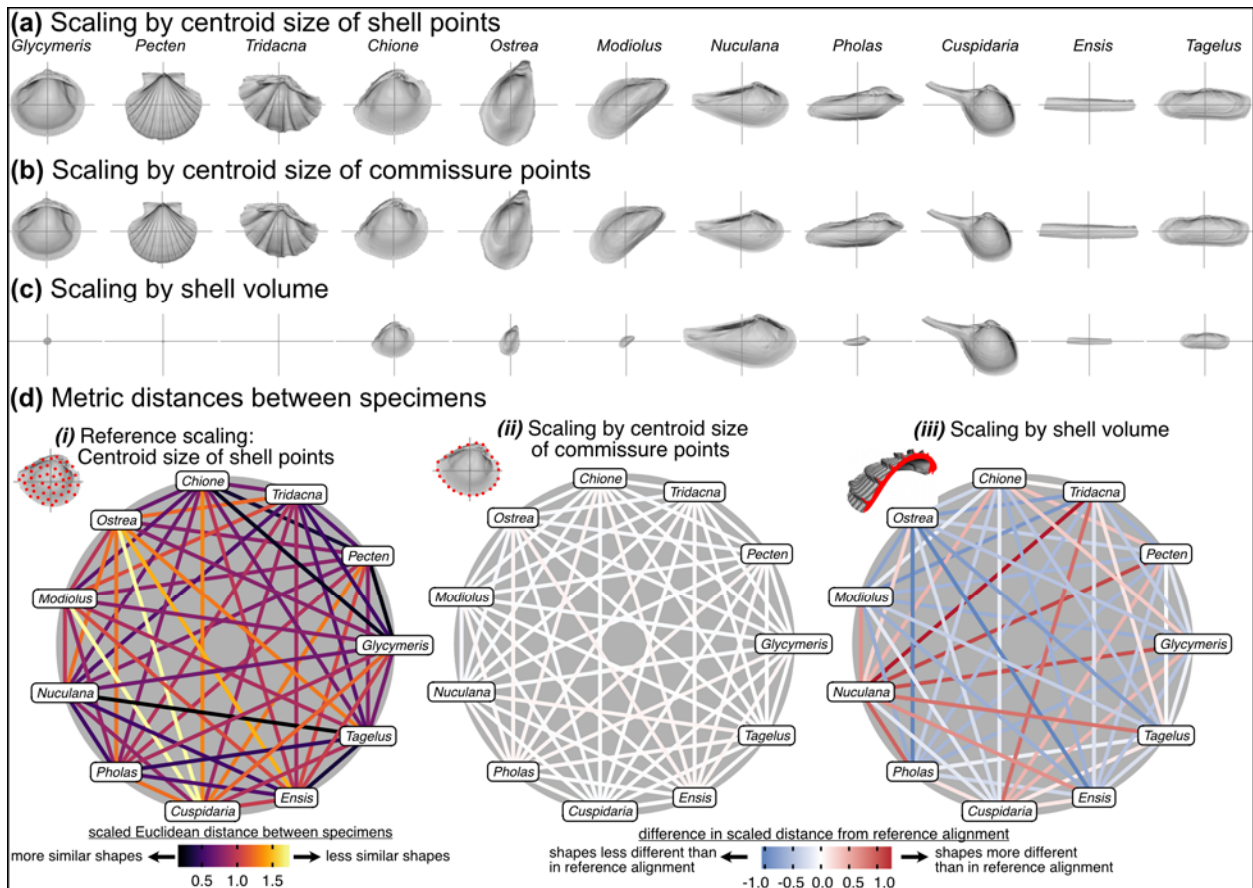 (a) Scaling by centroid size of shell points
Glycymeris Pecten Tridacna Chione Ostrea Modiolus Nuculana Pholas Cuspidaria Ensis Tagelus
(b) Scaling by centroid size of commissure points
(c) Scaling by shell volume
(d) Metric distances between specimens
(i) Reference scaling:
Centroid size of shell points
Chione
Tridacna
Ostrea
Pecten
Modiolus
Glycymeris
Nuculana
Tagelus
Pholas
Ensis
Cuspidaria
scaled Euclidean distance between specimens
more similar shapes
less similar shapes
0.5 1.0 1.5
(ii) Scaling by centroid size
of commissure points
Chione
Tridacna
Ostrea
Pecten
Modiolus
Glycymeris
Nuculana
Tagelus
Pholas
Ensis
Cuspidaria
(iii) Scaling by shell volume
Chione
Tridacna
Ostrea
Pecten
Modiolus
Glycymeris
Nuculana
Tagelus
Pholas
Ensis
Cuspidaria
difference in scaled distance from reference alignment
shapes less different than
in reference alignment
shapes more different
than in reference alignment
-1.0 -0.5 0.0 0.5 1.0